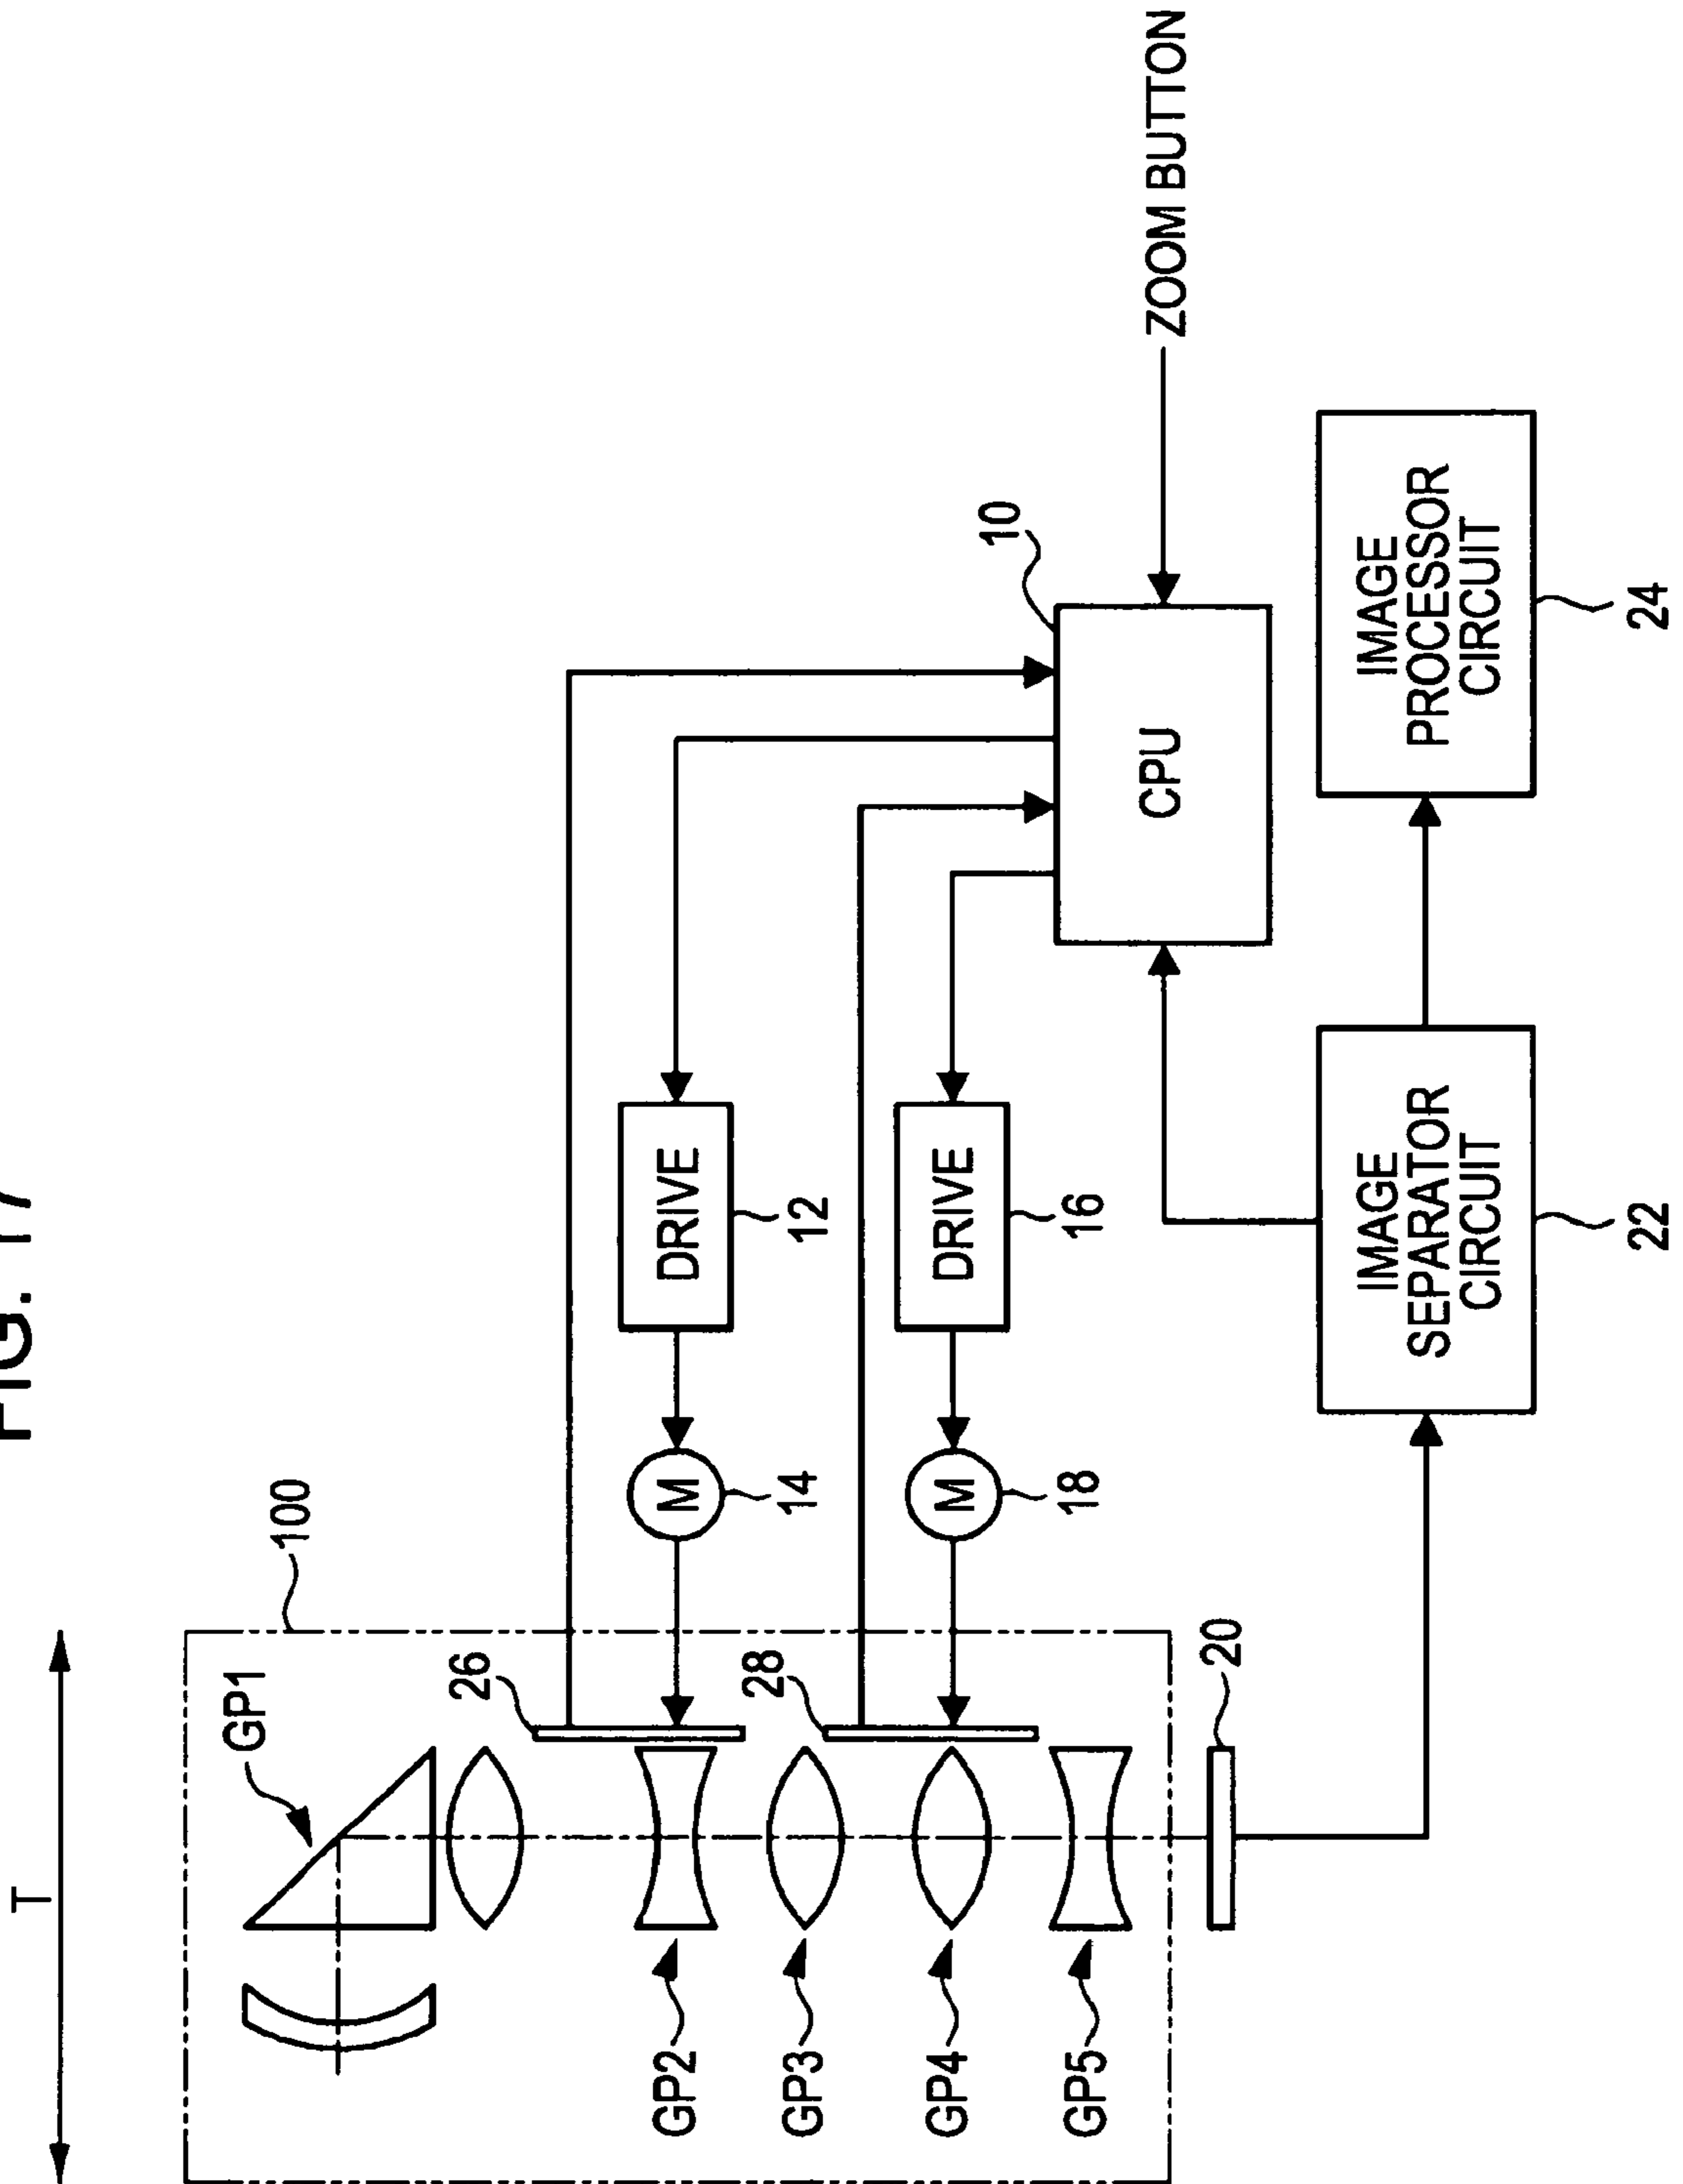 FIG. 17
T
100
GP1
26
14
12
10
M
DRIVE
GP2
GP3
28
18
16
M
DRIVE
CPU
ZOOM BUTTON
GP4
GP5
20
IMAGE
SEPARATOR
CIRCUIT
22
IMAGE
PROCESSOR
CIRCUIT
24